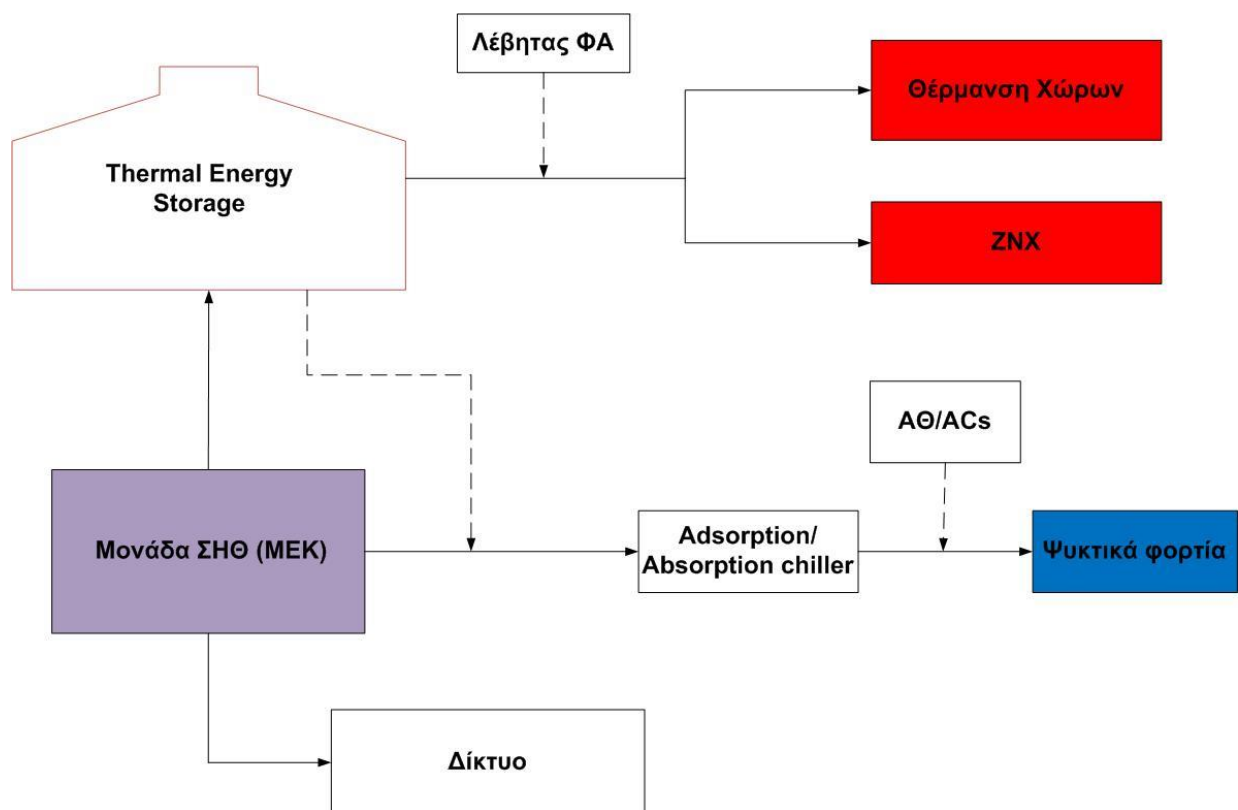 Λέβητας ΦΑ
Θέρμανση Χώρων
Thermal Energy
Storage
ΖΝΧ
ΑΘ/ACs
Μονάδα ΣΗΘ (ΜΕΚ)
Adsorption/
Absorption chiller
Ψυκτικά φορτία
Δίκτυο